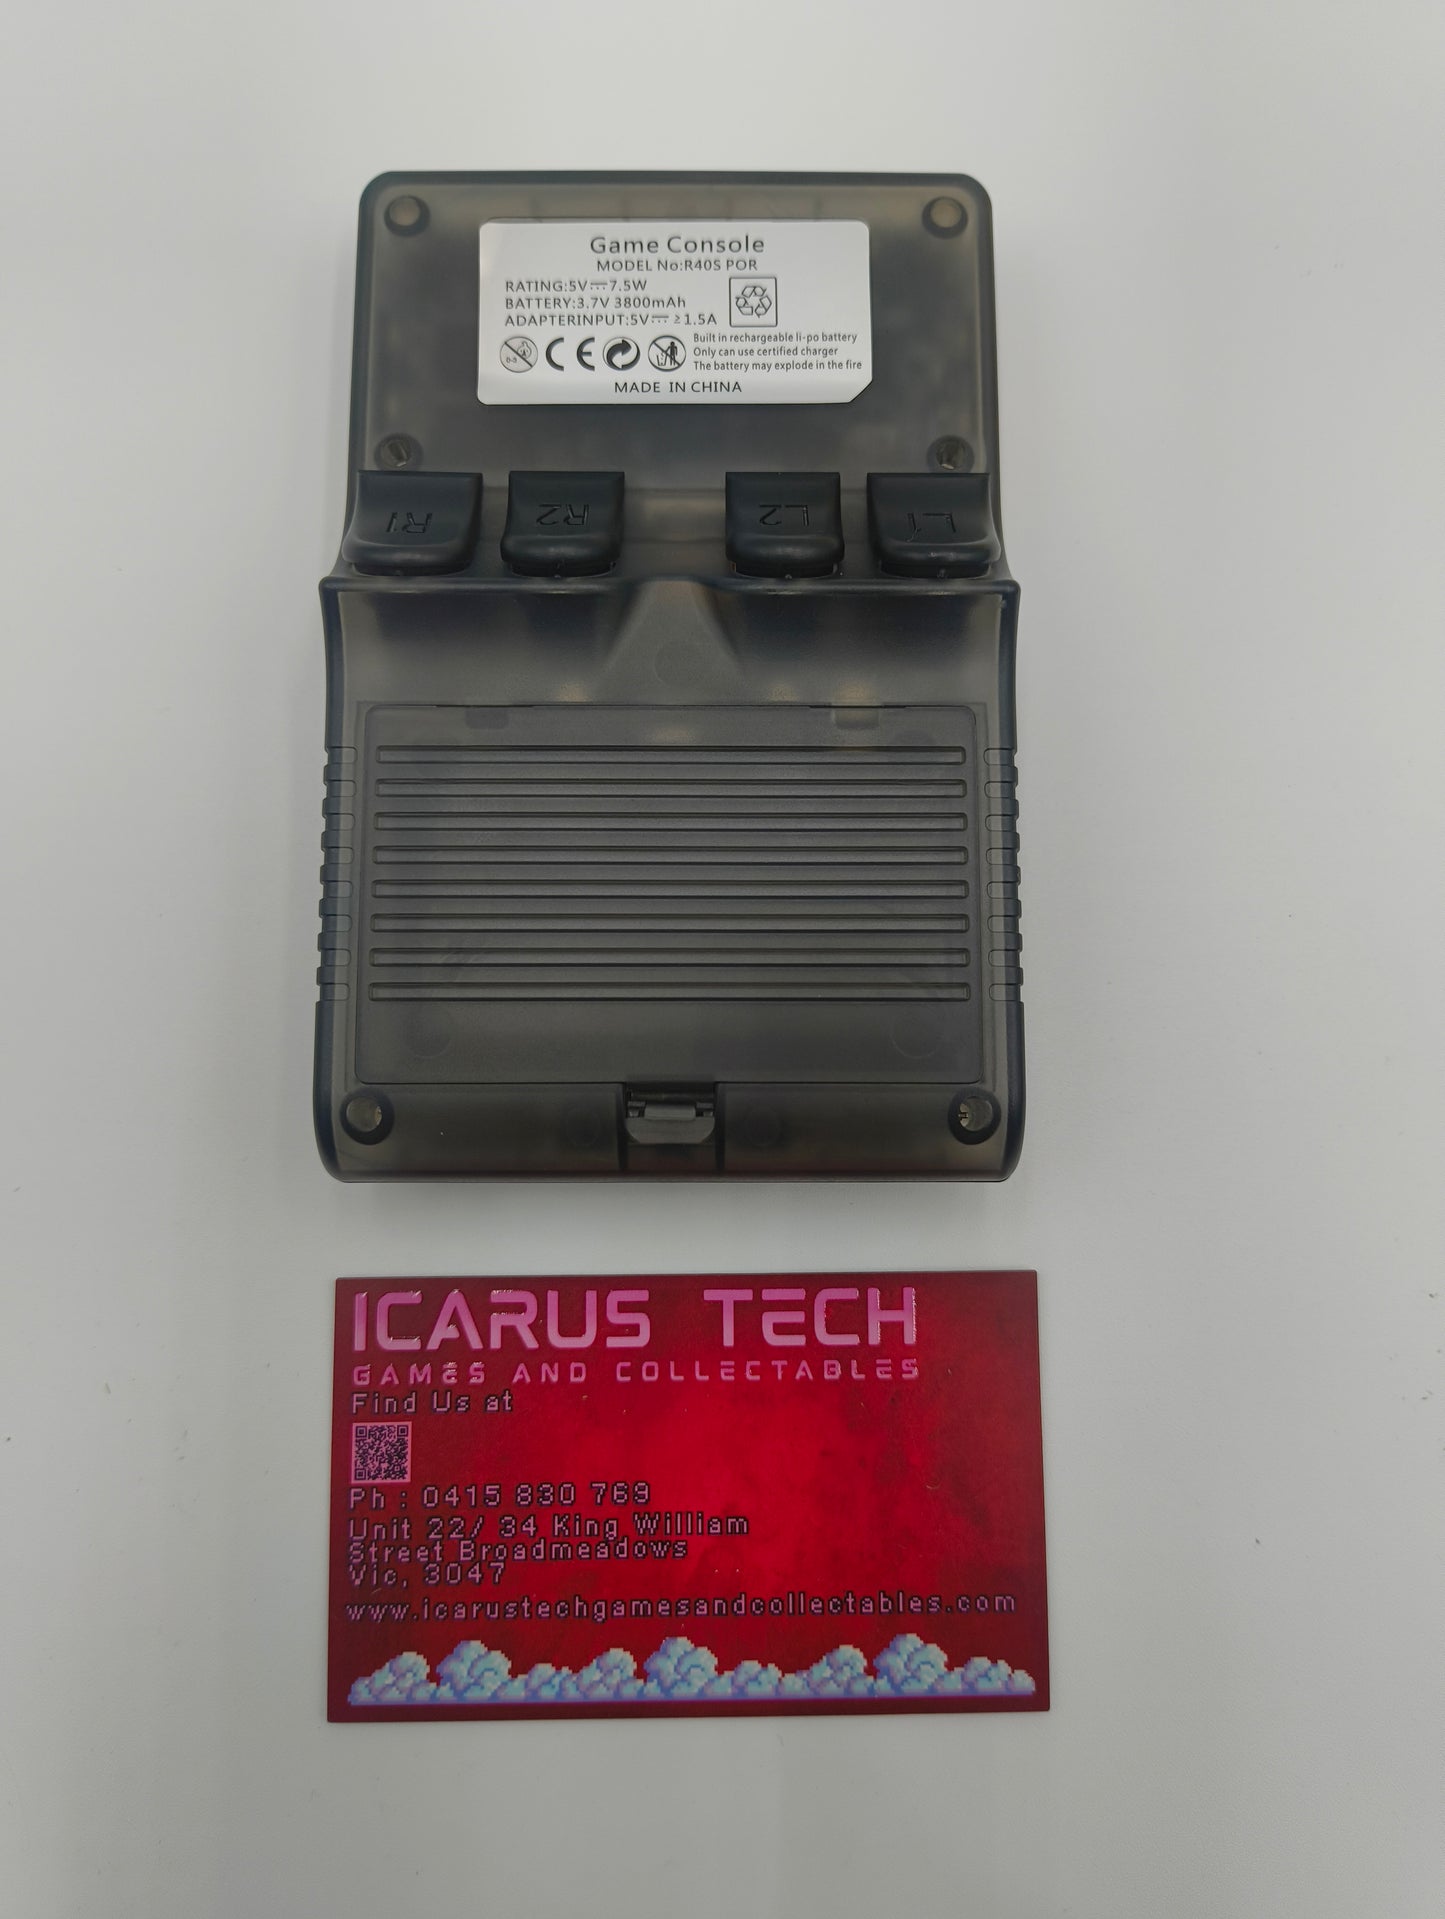 Game Console
MODEL No:R40S POR
RATING:5V⎓7.5W
BATTERY:3.7V 3800mAh
ADAPTERINPUT:5V⎓ ≥1.5A
0-3
CE
Built in rechargeable li-po battery
Only can use certified charger
The battery may explode in the fire
MADE IN CHINA
R1 R2 L2 L1
ICARUS TECH
GAMES AND COLLECTABLES
Find Us at
Ph : 0415 830 769
Unit 22/ 34 King William
Street Broadmeadows
Vic, 3047
www.icarustechgamesandcollectables.com